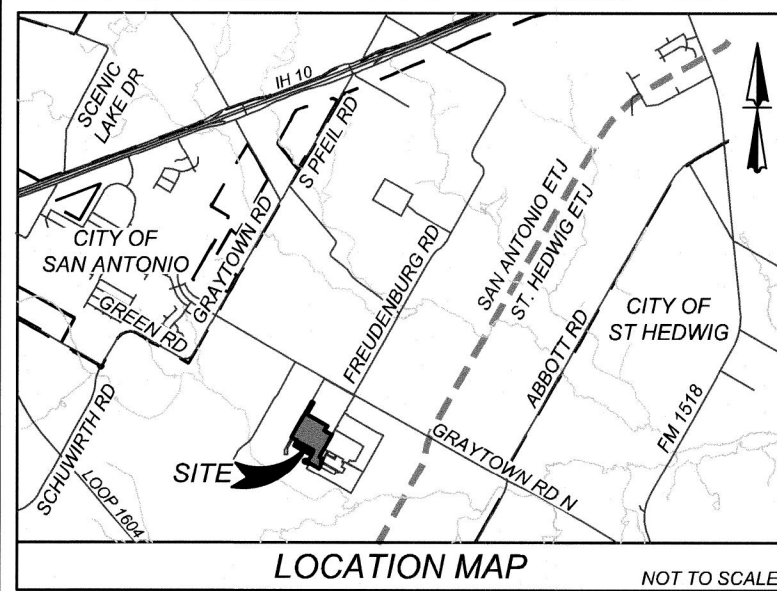 SCENIC
LAKE DR
IH 10
S PFEIL RD
GRAYTOWN RD
CITY OF
SAN ANTONIO
GREEN RD
SCHUWIRTH RD
LOOP 1604
FREUDENBURG RD
SAN ANTONIO ETJ
ST. HEDWIG ETJ
ABBOTT RD
CITY OF
ST HEDWIG
FM 1518
GRAYTOWN RD N
SITE
LOCATION MAP
NOT TO SCALE